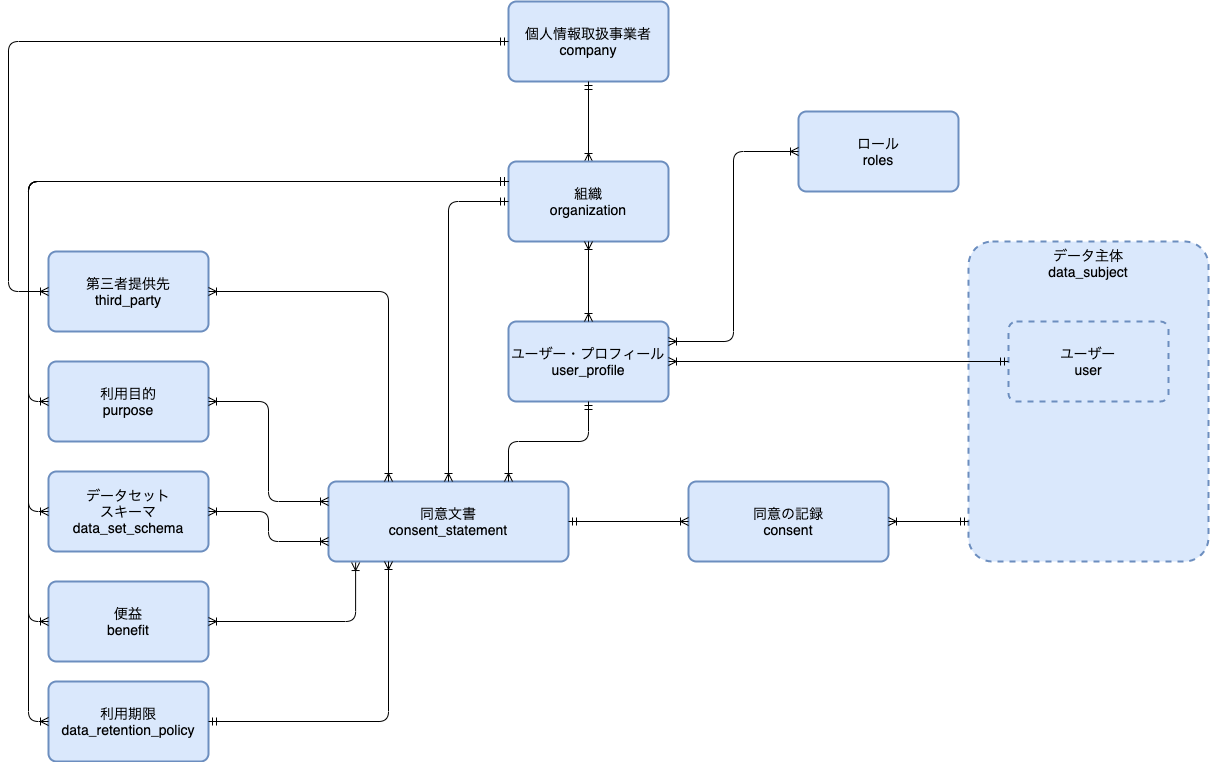 個人情報取扱事業者
company
ロール
roles
組織
organization
データ主体
data_subject
第三者提供先
third_party
ユーザー・プロフィール
user_profile
ユーザー
user
利用目的
purpose
データセット
スキーマ
data_set_schema
同意文書
consent_statement
同意の記録
consent
便益
benefit
利用期限
data_retention_policy